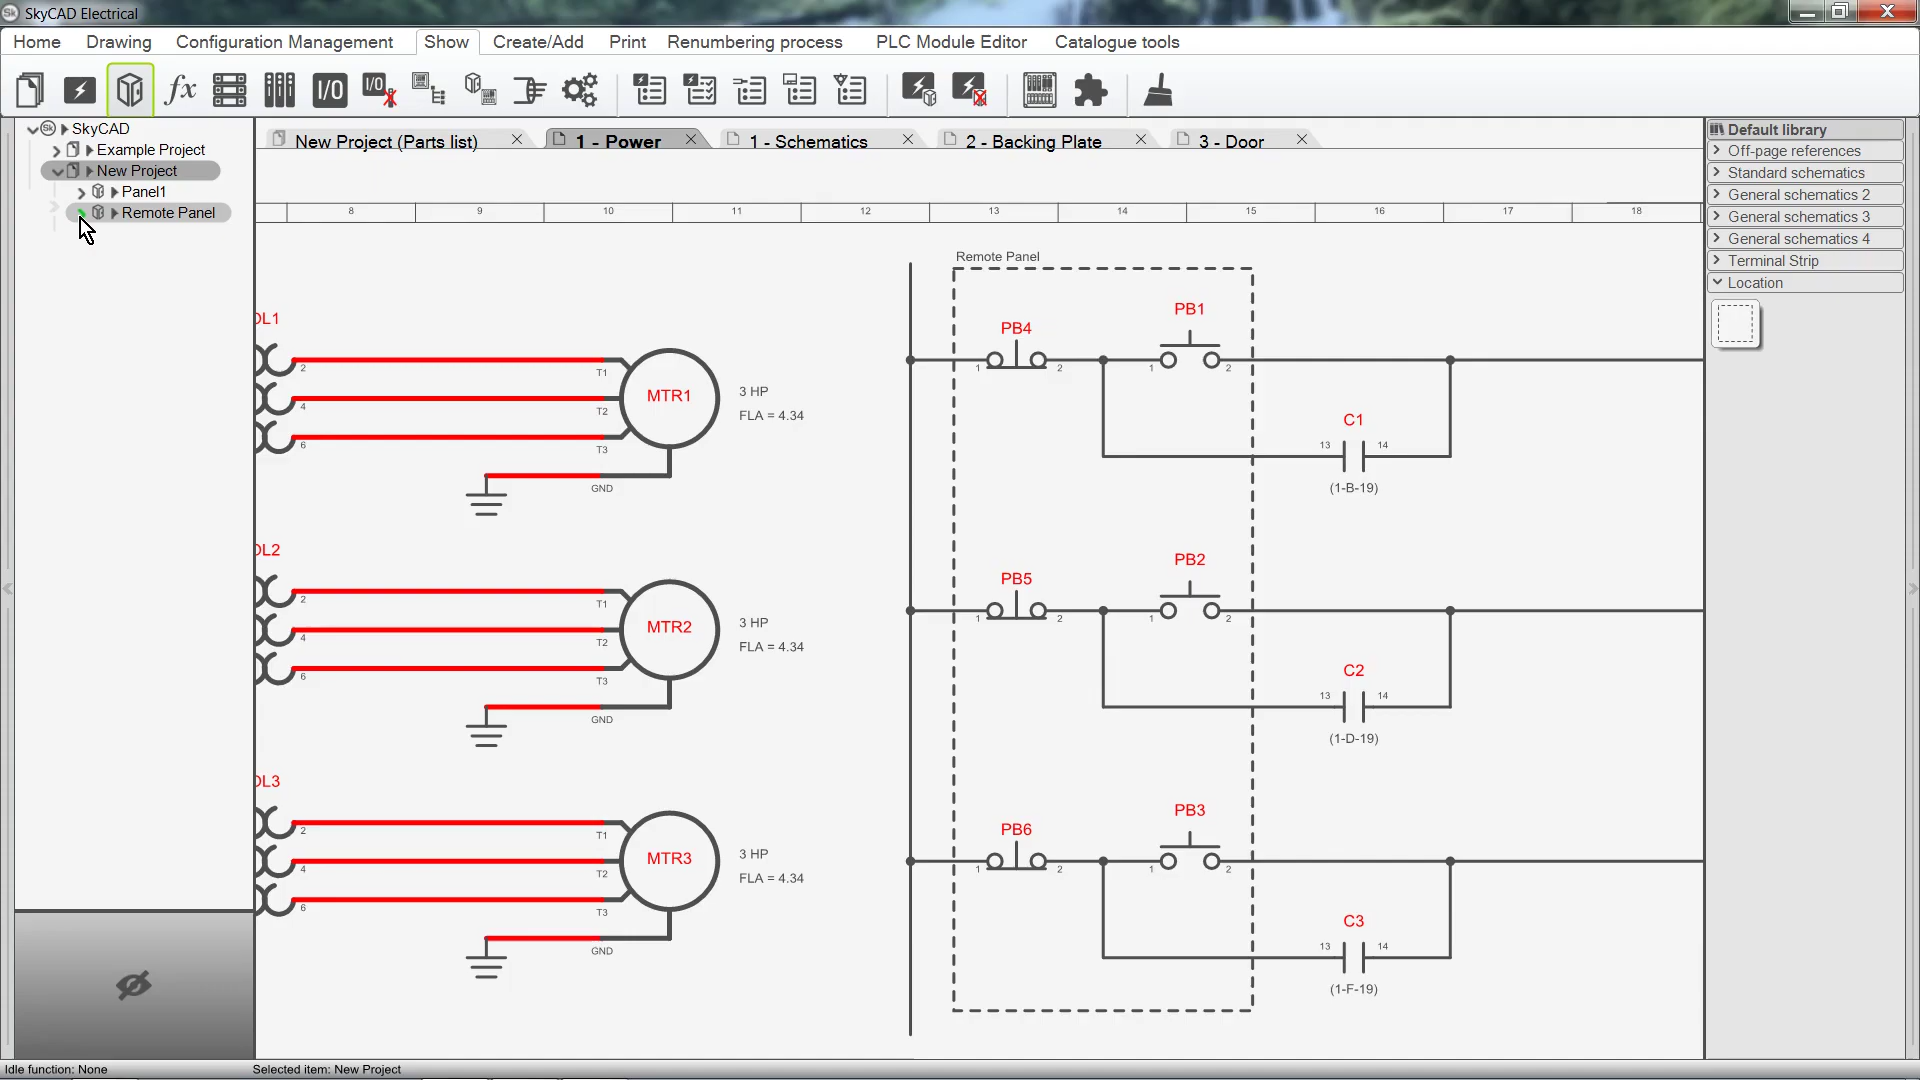 SkyCAD Electrical
Home Drawing Configuration Management Show Create/Add Print Renumbering process PLC Module Editor Catalogue tools
fx I/O I/O
SkyCAD
Example Project
New Project
Panel1
Remote Panel
New Project (Parts list) 1 - Power 1 - Schematics 2 - Backing Plate 3 - Door
8 9 10 11 12 13 14 15 16 17 18
OL1
2 T1
4 T2
6 T3
GND
MTR1
3 HP
FLA = 4.34
OL2
2 T1
4 T2
6 T3
GND
MTR2
3 HP
FLA = 4.34
OL3
2 T1
4 T2
6 T3
GND
MTR3
3 HP
FLA = 4.34
Remote Panel
PB4 PB1
1 2 1 2
C1
13 14
(1-B-19)
PB5 PB2
1 2 1 2
C2
13 14
(1-D-19)
PB6 PB3
1 2 1 2
C3
13 14
(1-F-19)
Default library
Off-page references
Standard schematics
General schematics 2
General schematics 3
General schematics 4
Terminal Strip
Location
Idle function: None Selected item: New Project